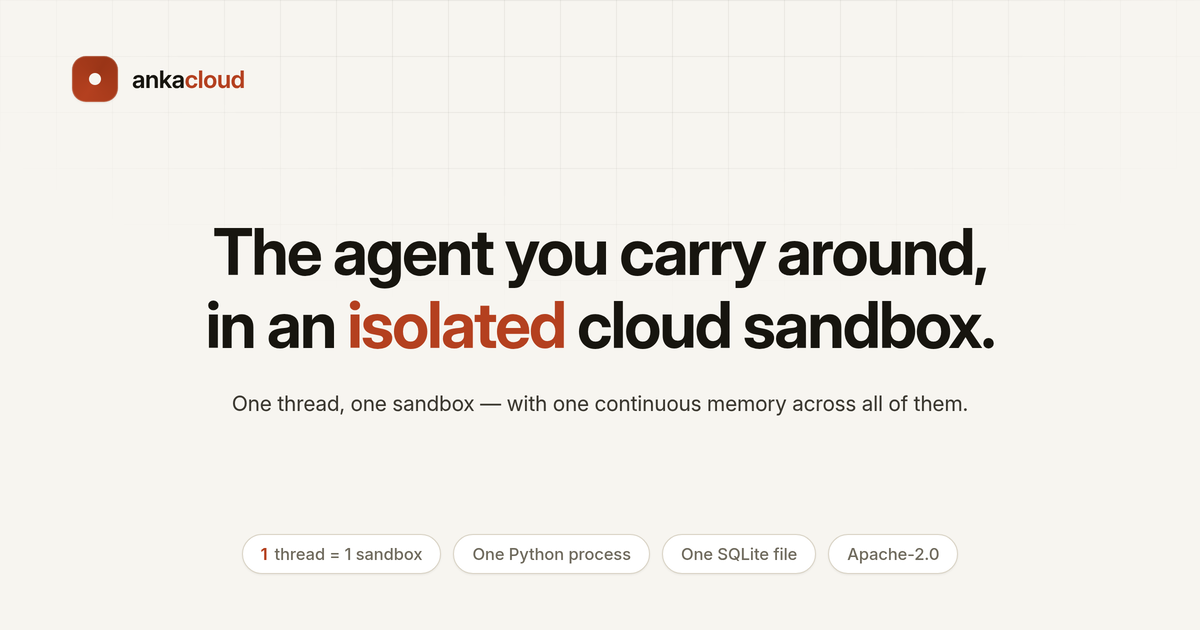 ankacloud
The agent you carry around,
in an isolated cloud sandbox.
One thread, one sandbox — with one continuous memory across all of them.
1 thread = 1 sandbox
One Python process
One SQLite file
Apache-2.0